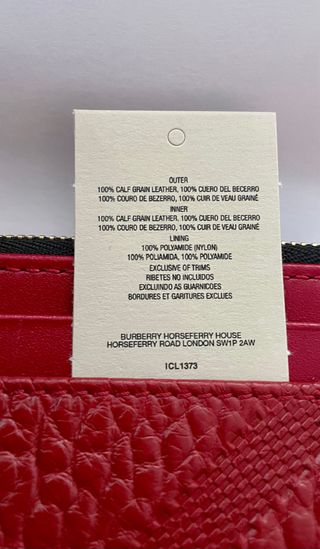 OUTER
100% CALF GRAIN LEATHER, 100% CUERO DEL BECERRO
100% COURO DE BEZERRO, 100% CUIR DE VEAU GRAINÉ
INNER
100% CALF GRAIN LEATHER, 100% CUERO DEL BECERRO
100% COURO DE BEZERRO, 100% CUIR DE VEAU GRAINÉ
LINING
100% POLYAMIDE (NYLON)
100% POLIAMIDA, 100% POLYAMIDE
EXCLUSIVE OF TRIMS
RIBETES NO INCLUIDOS
EXCLUINDO AS GUARNICOES
BORDURES ET GARITURES EXCLUES
BURBERRY HORSEFERRY HOUSE
HORSEFERRY ROAD LONDON SW1P 2AW
ICL1373